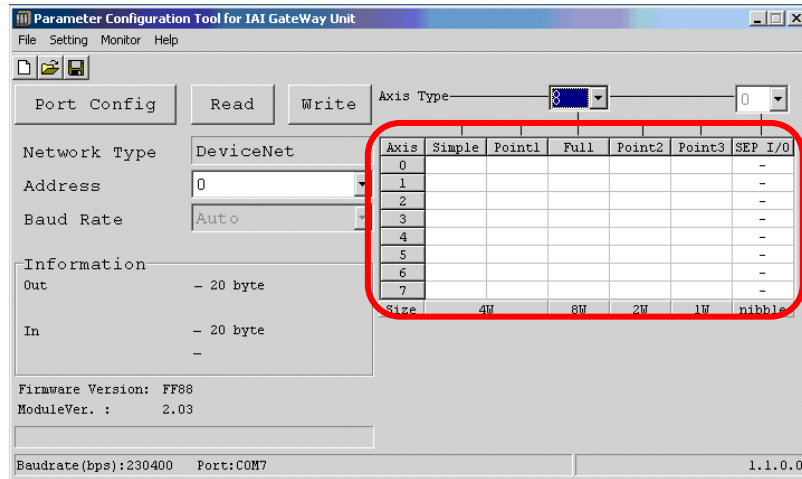 Parameter Configuration Tool for IAI GateWay Unit
File Setting Monitor Help
Port Config Read Write
Axis Type 8 0
Network Type DeviceNet
Address 0
Baud Rate Auto
Axis Simple Point1 Full Point2 Point3 SEP I/O
0 -
1 -
2 -
3 -
4 -
5 -
6 -
7 -
Size 4W 8W 2W 1W nibble
Information
Out - 20 byte
In - 20 byte
-
Firmware Version: FF88
ModuleVer. : 2.03
Baudrate(bps):230400 Port:COM7 1.1.0.0